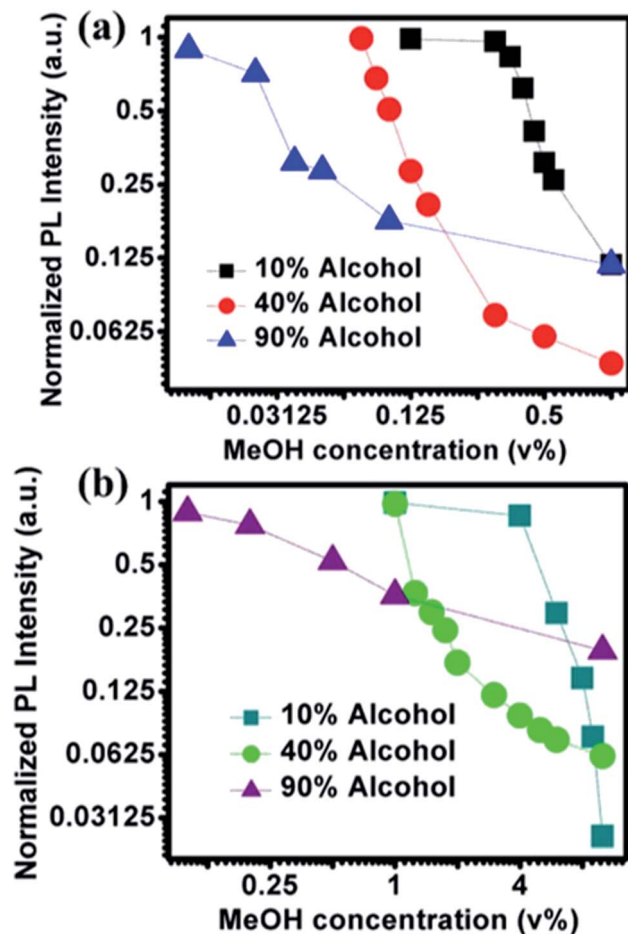 (a)
Normalized PL Intensity (a.u.)
1
0.5
0.25
0.125
0.0625
10% Alcohol
40% Alcohol
90% Alcohol
0.03125 0.125 0.5
MeOH concentration (v%)
(b)
Normalized PL Intensity (a.u.)
1
0.5
0.25
0.125
0.0625
0.03125
10% Alcohol
40% Alcohol
90% Alcohol
0.25 1 4
MeOH concentration (v%)